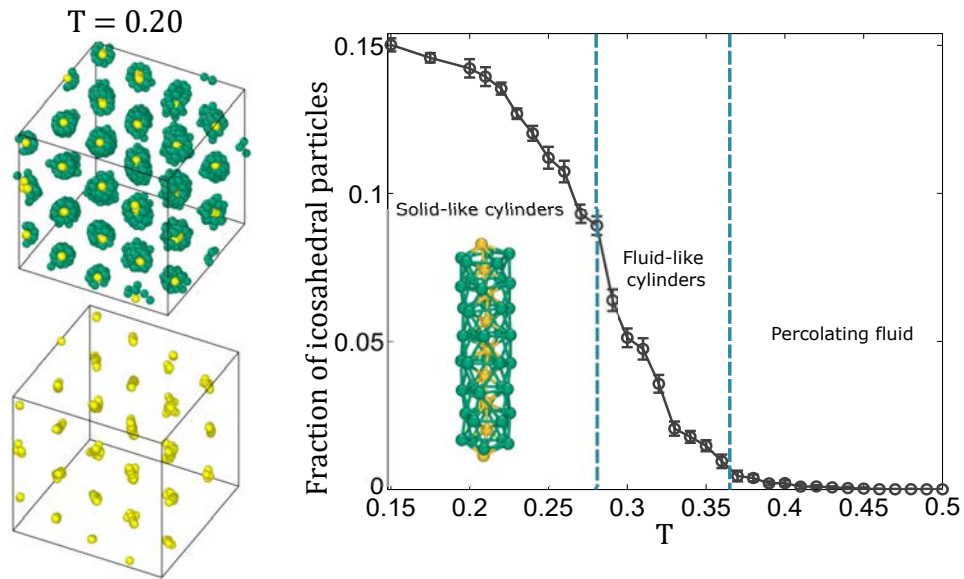 T = 0.20
Fraction of icosahedral particles
0.15
0.1
0.05
0
Solid-like cylinders
Fluid-like
cylinders
Percolating fluid
0.15 0.2 0.25 0.3 0.35 0.4 0.45 0.5
T